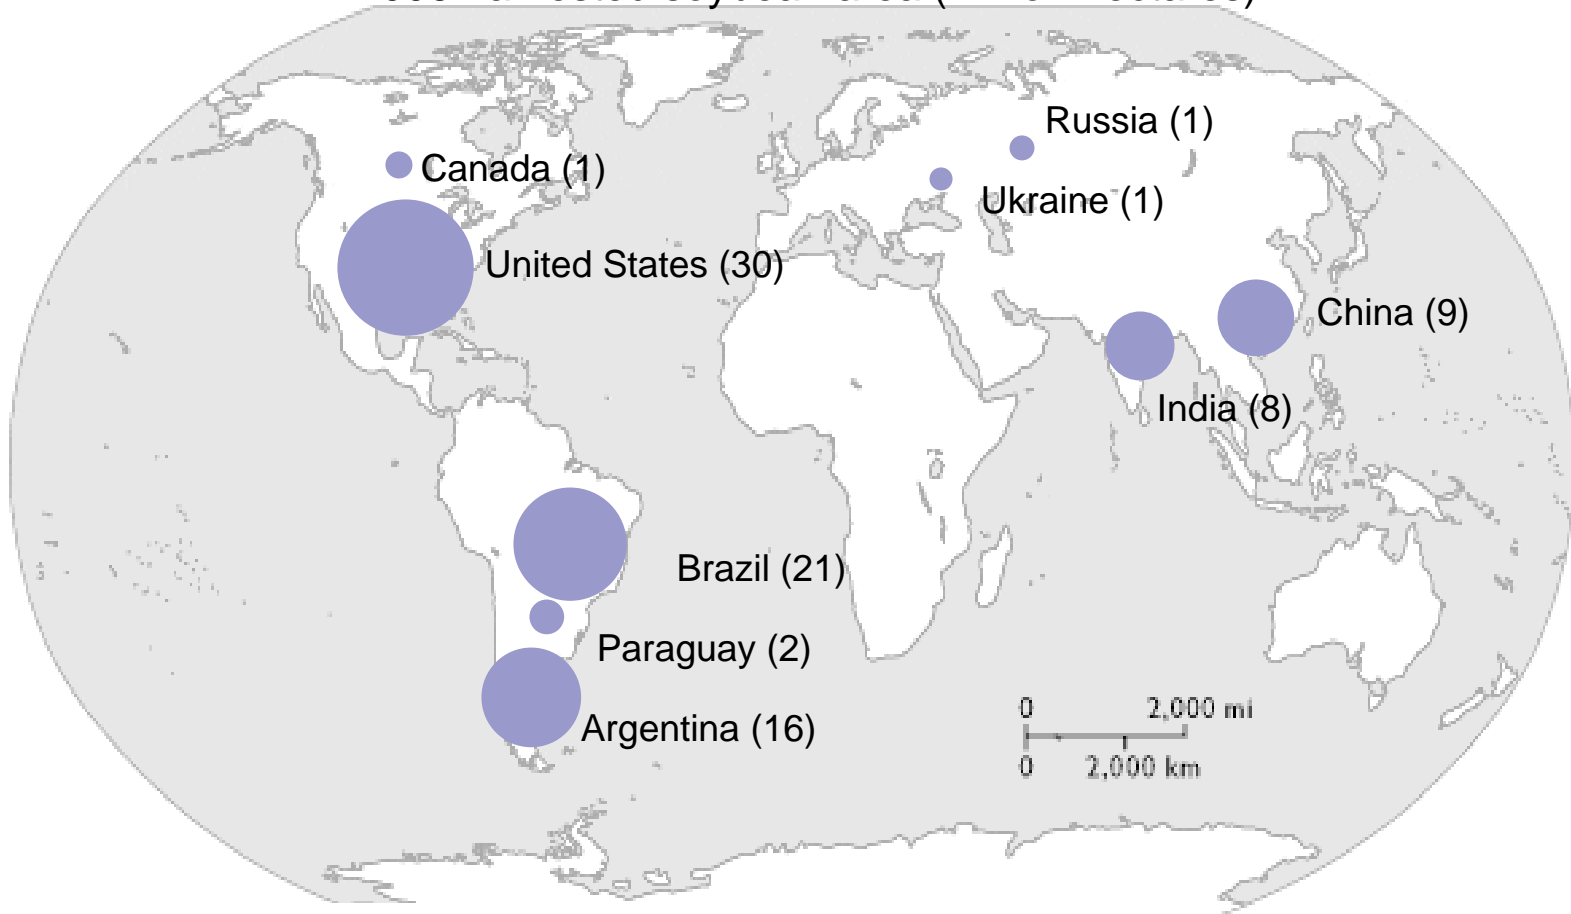 Russia (1)
Canada (1)
Ukraine (1)
United States (30)
China (9)
India (8)
Brazil (21)
Paraguay (2)
Argentina (16)
0 2,000 mi
0 2,000 km